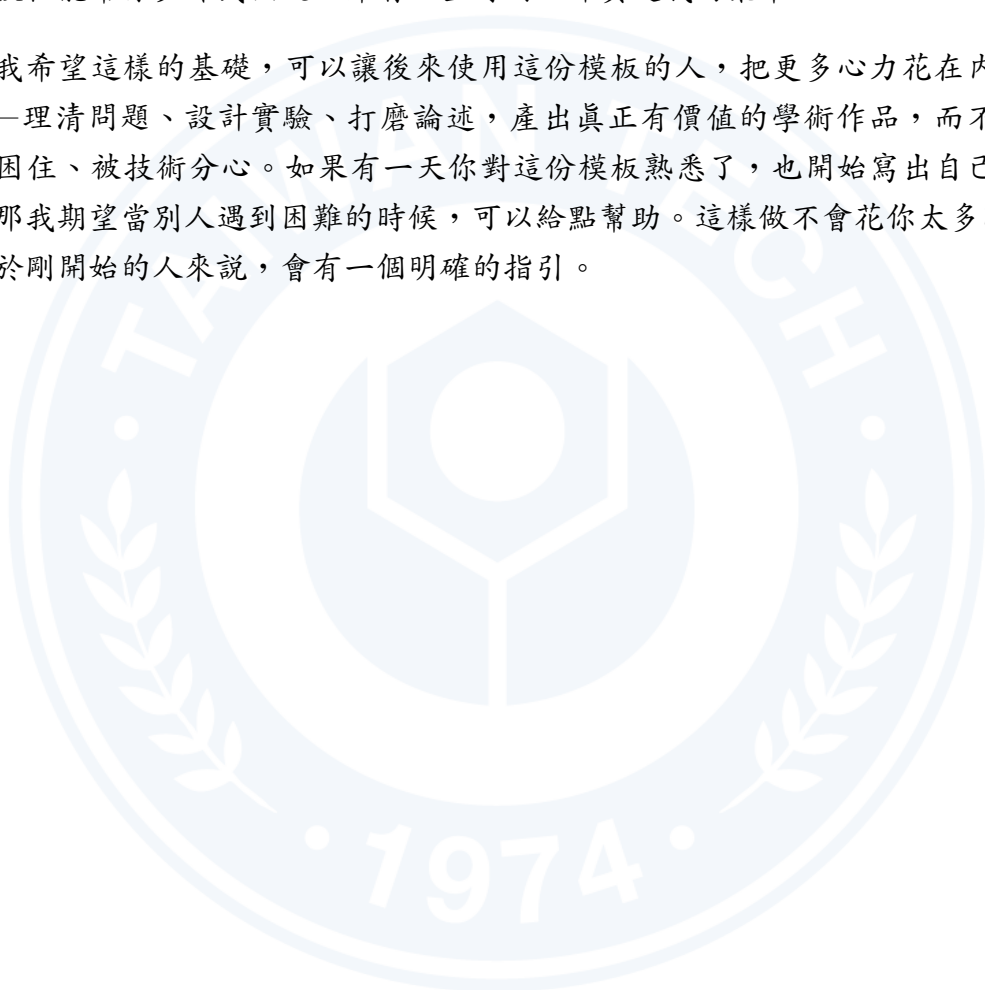 我希望這樣的基礎，可以讓後來使用這份模板的人，把更多心力花在
—理清問題、設計實驗、打磨論述，產出真正有價值的學術作品，而不
困住、被技術分心。如果有一天你對這份模板熟悉了，也開始寫出自己
那我期望當別人遇到困難的時候，可以給點幫助。這樣做不會花你太多
於剛開始的人來說，會有一個明確的指引。
TAIWAN TECH
1974